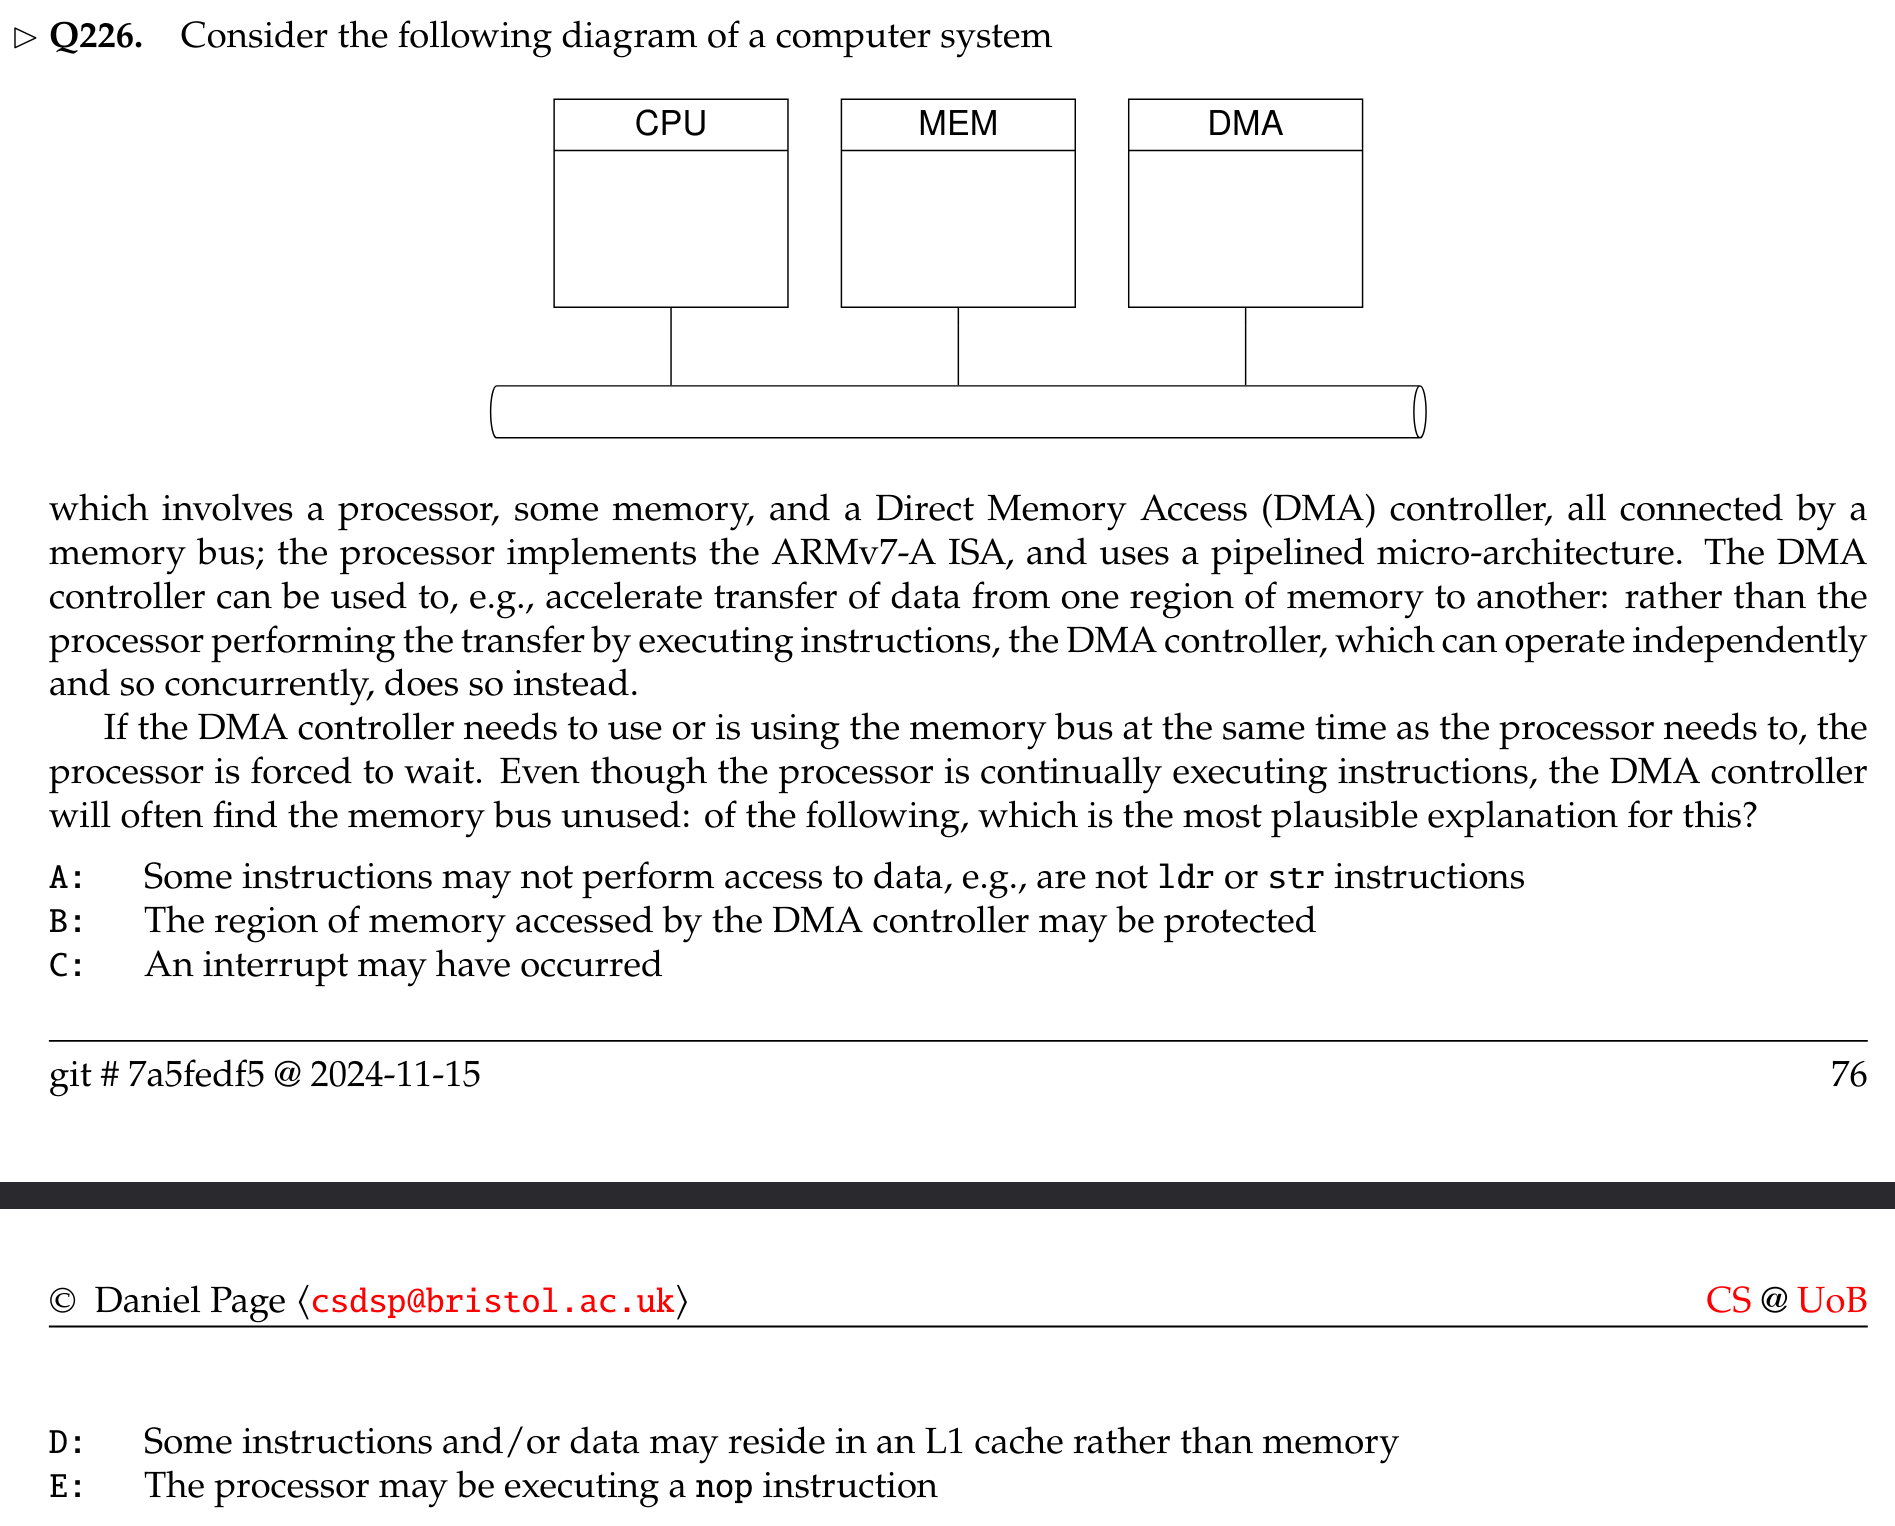 ▷ Q226. Consider the following diagram of a computer system
CPU MEM DMA
which involves a processor, some memory, and a Direct Memory Access (DMA) controller, all connected by a
memory bus; the processor implements the ARMv7-A ISA, and uses a pipelined micro-architecture. The DMA
controller can be used to, e.g., accelerate transfer of data from one region of memory to another: rather than the
processor performing the transfer by executing instructions, the DMA controller, which can operate independently
and so concurrently, does so instead.
If the DMA controller needs to use or is using the memory bus at the same time as the processor needs to, the
processor is forced to wait. Even though the processor is continually executing instructions, the DMA controller
will often find the memory bus unused: of the following, which is the most plausible explanation for this?
A: Some instructions may not perform access to data, e.g., are not ldr or str instructions
B: The region of memory accessed by the DMA controller may be protected
C: An interrupt may have occurred
git # 7a5fedf5 @ 2024-11-15 76
© Daniel Page ⟨csdsp@bristol.ac.uk⟩ CS @ UoB
D: Some instructions and/or data may reside in an L1 cache rather than memory
E: The processor may be executing a nop instruction